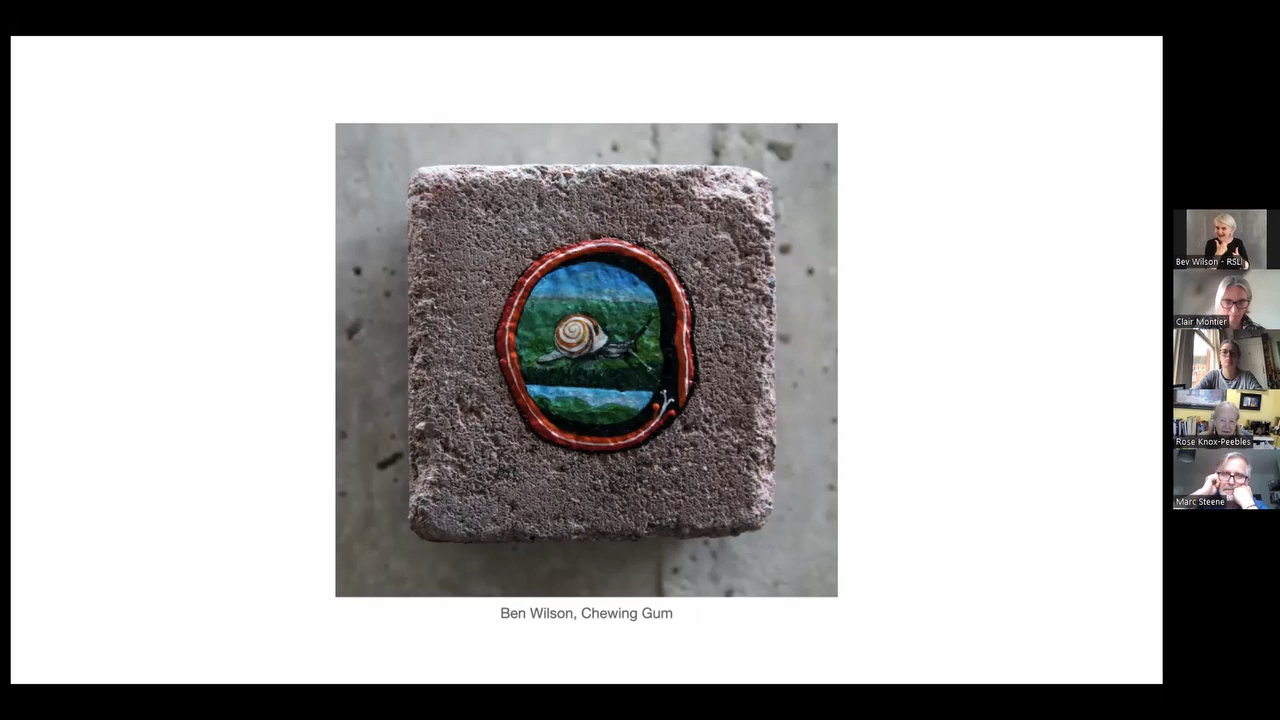 Ben Wilson, Chewing Gum
Bev Wilson - RSLI
Clair Montier
Rose Knox-Peebles
Marc Steene